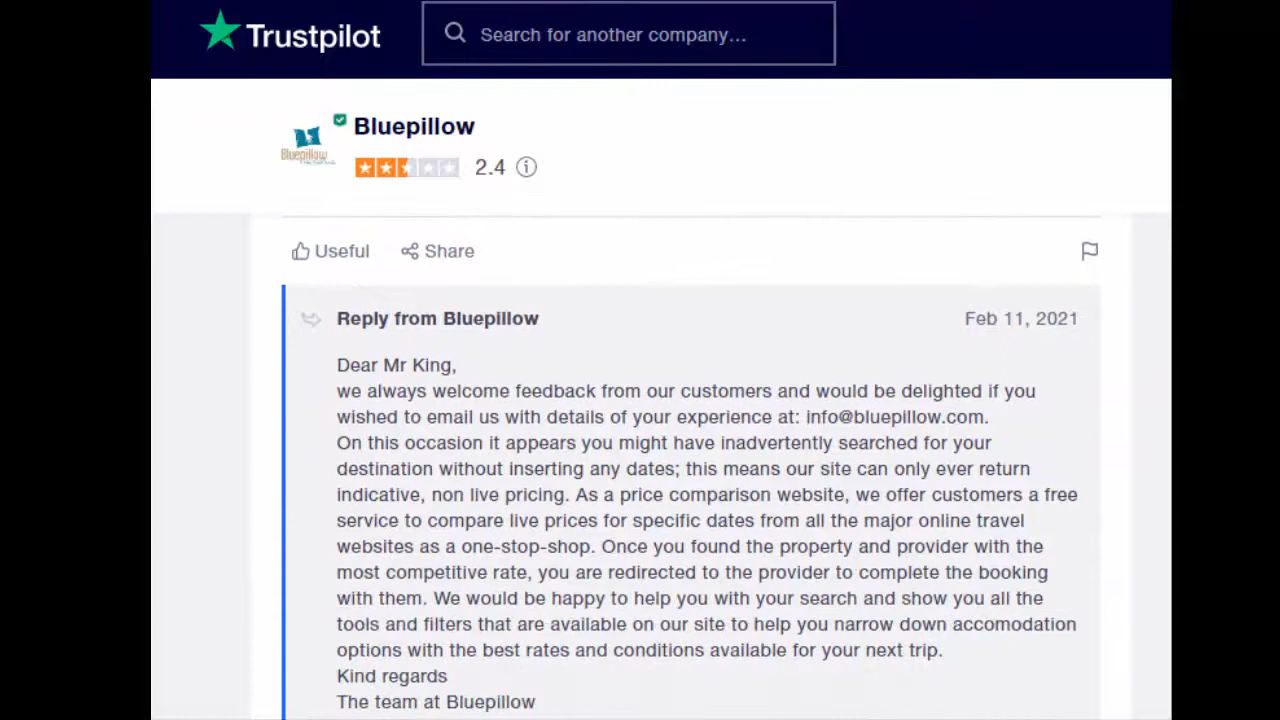 Trustpilot
Search for another company...
Bluepillow
Bluepillow
2.4
Useful
Share
Reply from Bluepillow
Feb 11, 2021
Dear Mr King,
we always welcome feedback from our customers and would be delighted if you
wished to email us with details of your experience at: info@bluepillow.com.
On this occasion it appears you might have inadvertently searched for your
destination without inserting any dates; this means our site can only ever return
indicative, non live pricing. As a price comparison website, we offer customers a free
service to compare live prices for specific dates from all the major online travel
websites as a one-stop-shop. Once you found the property and provider with the
most competitive rate, you are redirected to the provider to complete the booking
with them. We would be happy to help you with your search and show you all the
tools and filters that are available on our site to help you narrow down accomodation
options with the best rates and conditions available for your next trip.
Kind regards
The team at Bluepillow